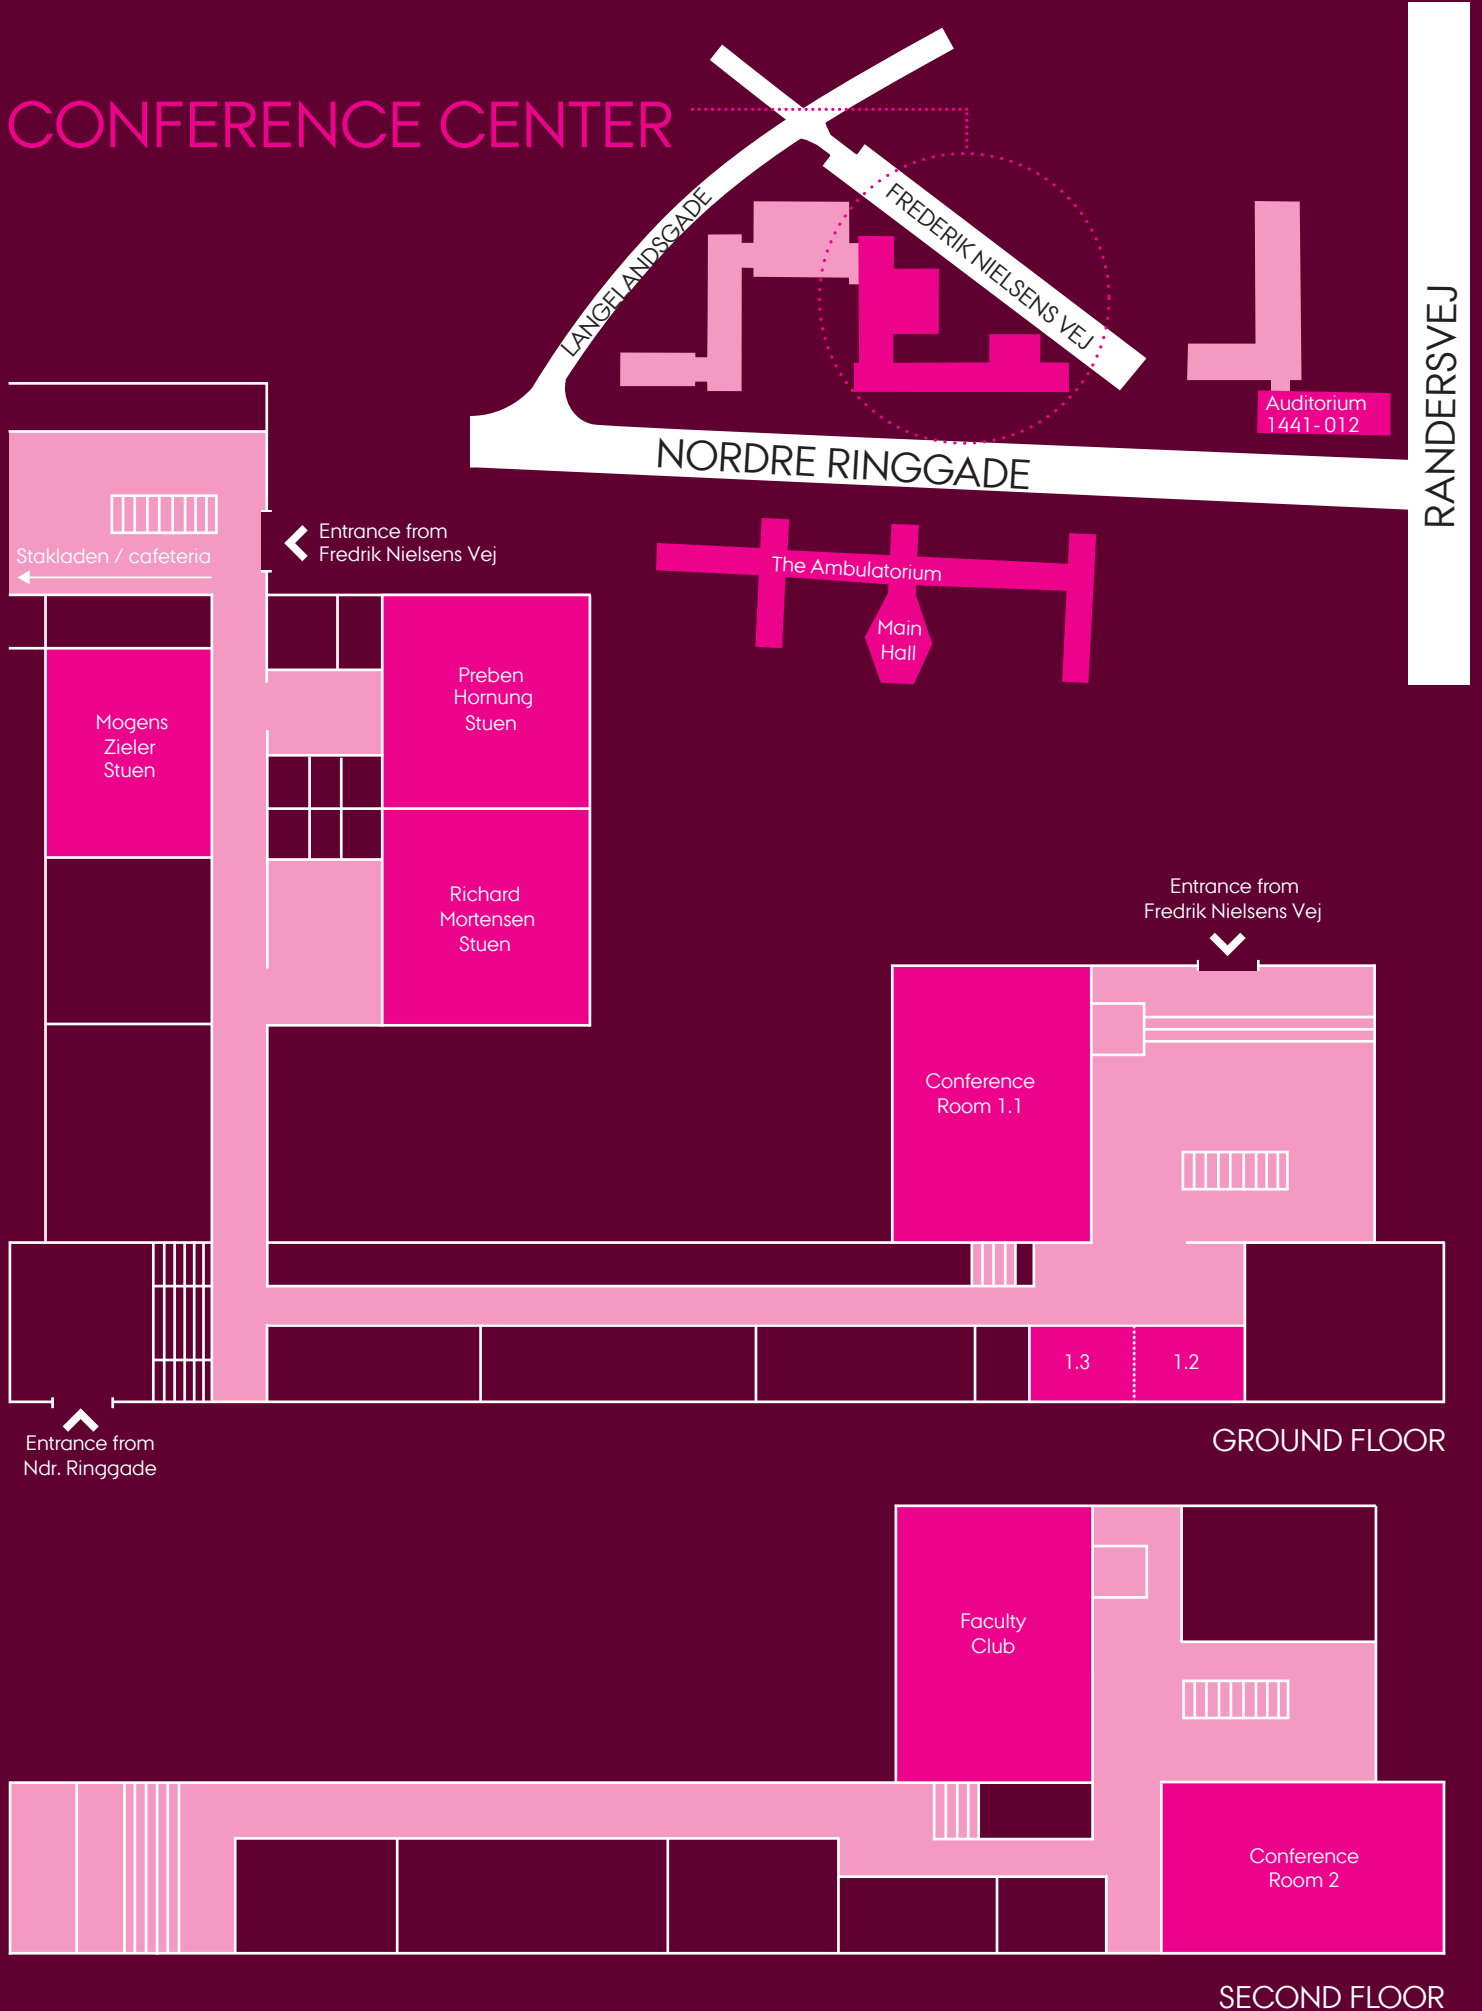 CONFERENCE CENTER
LANGELANDSGADE
FREDERIK NIELSENS VEJ
RANDERSVEJ
Auditorium
1441-012
NORDRE RINGGADE
The Ambulatorium
Main
Hall
Entrance from
Fredrik Nielsens Vej
Stakladen / cafeteria
Preben
Hornung
Stuen
Mogens
Zieler
Stuen
Richard
Mortensen
Stuen
Entrance from
Fredrik Nielsens Vej
Conference
Room 1.1
1.3
1.2
Entrance from
Ndr. Ringgade
GROUND FLOOR
Faculty
Club
Conference
Room 2
SECOND FLOOR